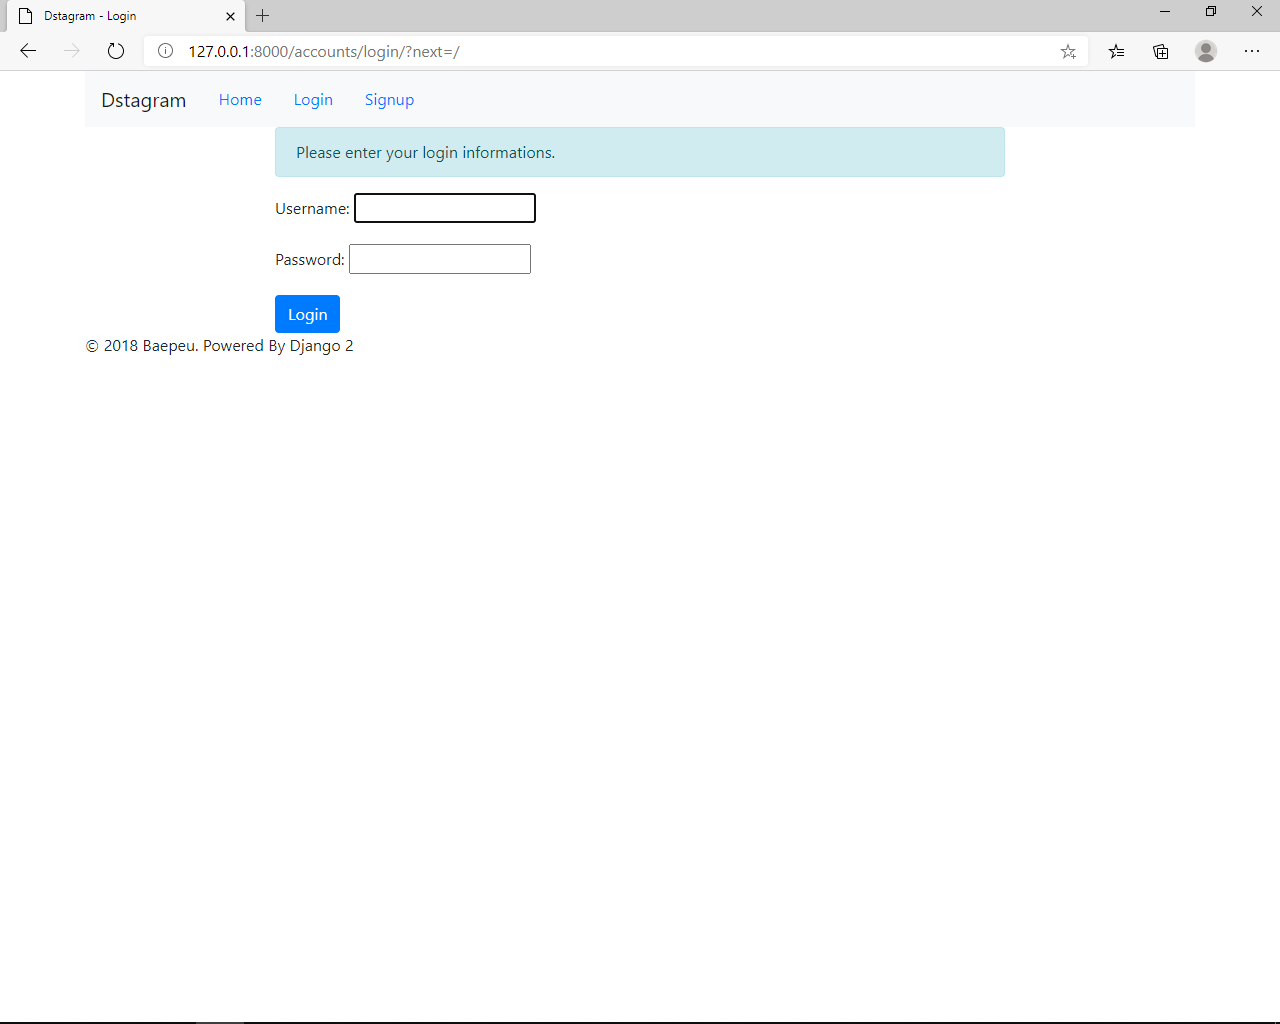 Dstagram - Login
127.0.0.1:8000/accounts/login/?next=/
Dstagram Home Login Signup
Please enter your login informations.
Username:
Password:
Login
© 2018 Baepeu. Powered By Django 2